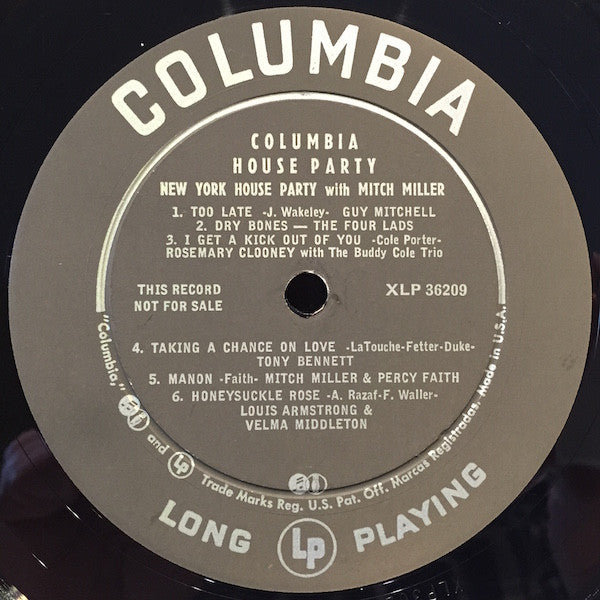 COLUMBIA
COLUMBIA
HOUSE PARTY
NEW YORK HOUSE PARTY with MITCH MILLER
1. TOO LATE -J. Wakeley- GUY MITCHELL
2. DRY BONES — THE FOUR LADS
3. I GET A KICK OUT OF YOU -Cole Porter-
ROSEMARY CLOONEY with The Buddy Cole Trio
THIS RECORD
NOT FOR SALE
XLP 36209
4. TAKING A CHANCE ON LOVE -LaTouche-Fetter-Duke-
TONY BENNETT
5. MANON -Faith- MITCH MILLER & PERCY FAITH
6. HONEYSUCKLE ROSE -A. Razaf-F. Waller-
LOUIS ARMSTRONG &
VELMA MIDDLETON
"Columbia," and LP Trade Marks Reg. U.S. Pat. Off. Marcas Registradas. Made in U.S.A.
LONG LP PLAYING